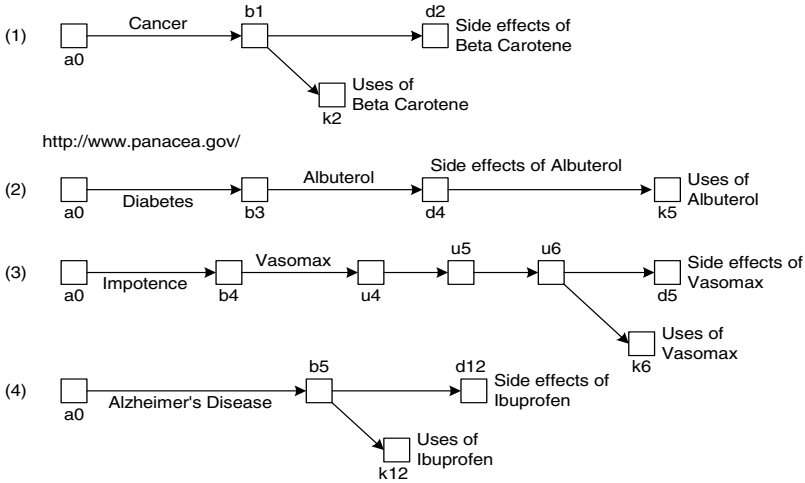 (1)
Cancer
a0
b1
d2
Side effects of
Beta Carotene
Uses of
Beta Carotene
k2
http://www.panacea.gov/
(2)
a0
Diabetes
b3
Albuterol
d4
Side effects of Albuterol
k5
Uses of
Albuterol
(3)
a0
Impotence
b4
Vasomax
u4
u5
u6
Side effects of
Vasomax
d5
Uses of
Vasomax
k6
(4)
a0
Alzheimer's Disease
b5
d12
Side effects of
Ibuprofen
Uses of
Ibuprofen
k12